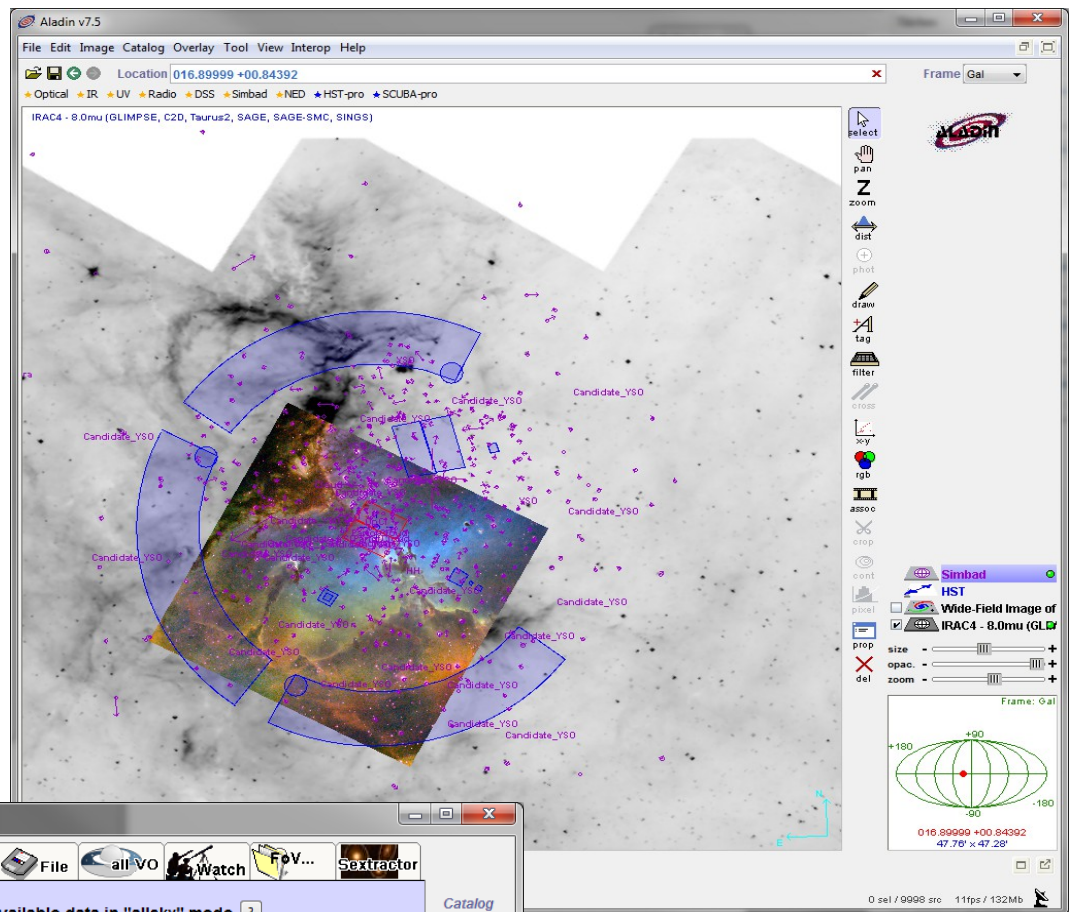 Aladin v7.5
File Edit Image Catalog Overlay Tool View Interop Help
Location 016.89999 +00.84392
Frame Gal
Optical IR UV Radio DSS Simbad NED HST-pro SCUBA-pro
IRAC4 - 8.0mu (GLIMPSE, C2D, Taurus2, SAGE, SAGE-SMC, SINGS)
ALADIN
select
pan
Z
zoom
dist
phot
draw
tag
filter
cross
x-y
rgb
assoc
crop
cont
pixel
prop
del
YSO
Candidate_YSO
Candidate_YSO
Candidate_YSO
Candidate_YSO
YSO
Candidate_YSO
Candidate_YSO
HH
Candidate_YSO
Candidate_YSO
Candidate_YSO
Candidate_YSO
Candidate_YSO
Candidate_YSO
Candidate_YSO
Candidate_YSO
Candidate_YSO
Candidate_YSO
N
E
Simbad
HST
Wide-Field Image of
IRAC4 - 8.0mu (GL
size - +
opac. - +
zoom - +
Frame: Gal
+90
+180
-180
-90
016.89999 +00.84392
47.76' x 47.28'
0 sel / 9998 src 11fps / 132Mb
File all VO Watch FoV... Sextractor
Catalog